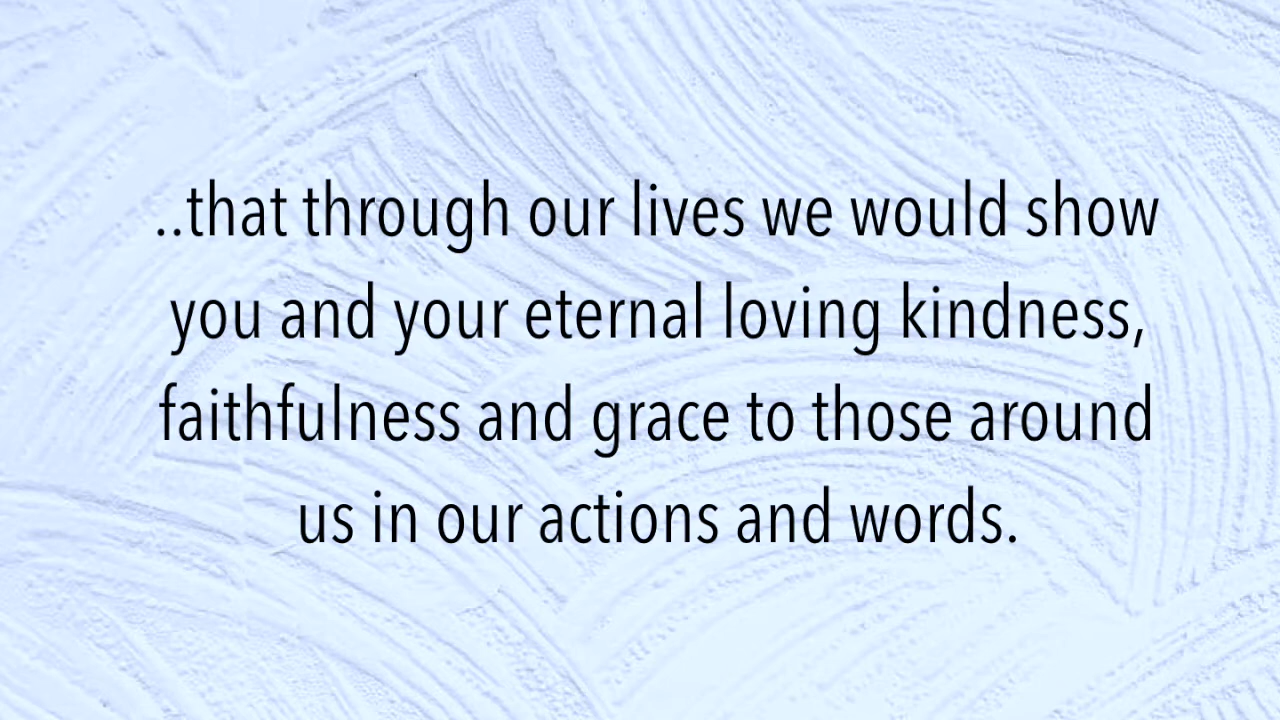 ..that through our lives we would show
you and your eternal loving kindness,
faithfulness and grace to those around
us in our actions and words.